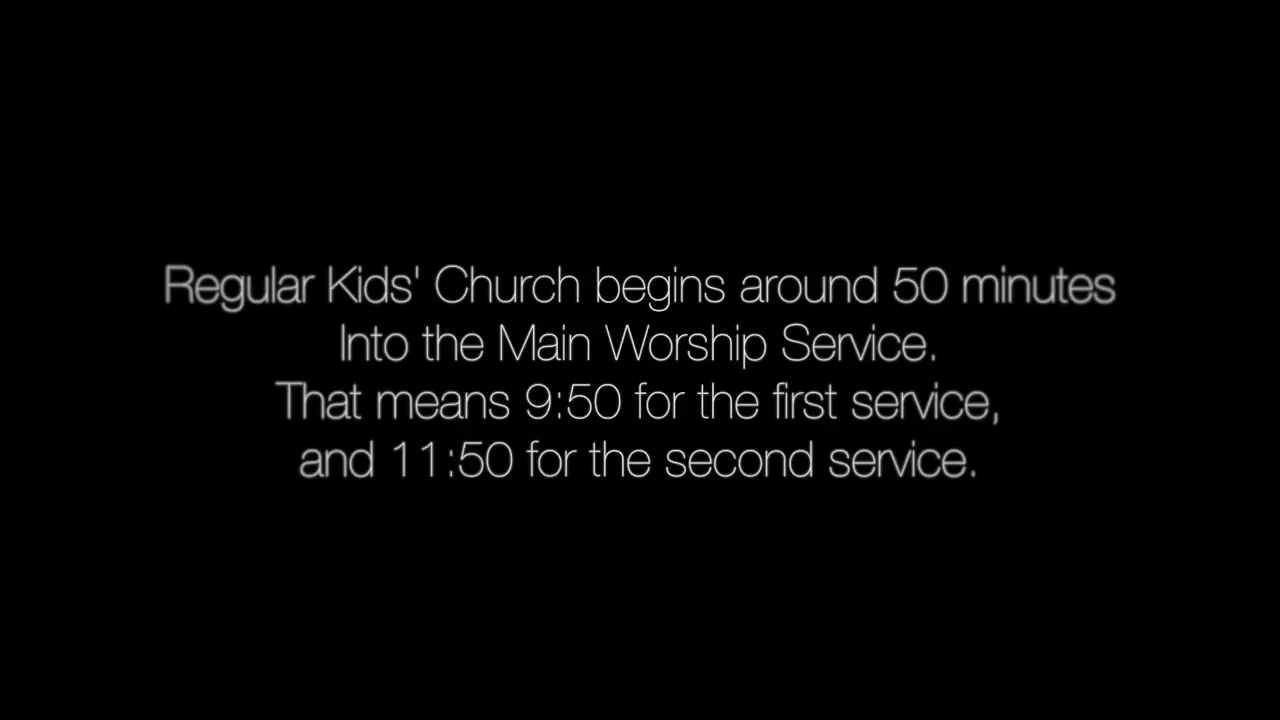 Regular Kids' Church begins around 50 minutes
Into the Main Worship Service.
That means 9:50 for the first service,
and 11:50 for the second service.